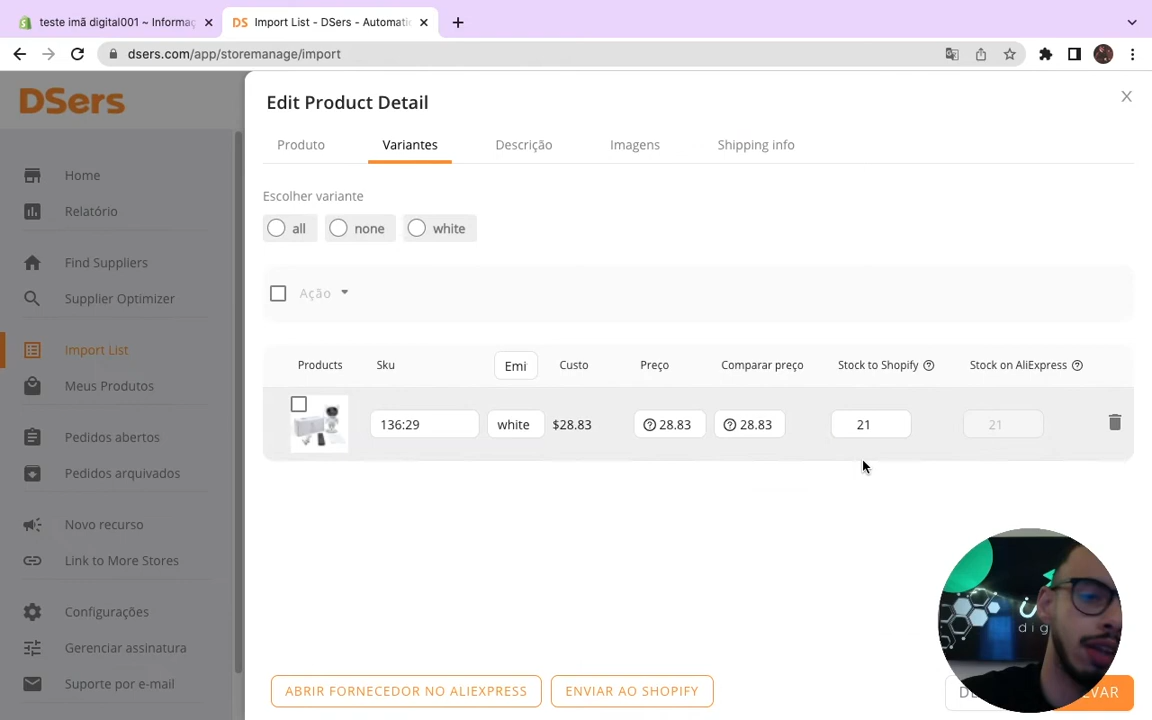 teste imã digital001 ~ Informaç
DS Import List - DSers - Automati
dsers.com/app/storemanage/import
DSers
Home
Relatório
Find Suppliers
Supplier Optimizer
Import List
Meus Produtos
Pedidos abertos
Pedidos arquivados
Novo recurso
Link to More Stores
Configurações
Gerenciar assinatura
Suporte por e-mail
Edit Product Detail
Produto Variantes Descrição Imagens Shipping info
Escolher variante
all none white
Ação
Products Sku Emi Custo Preço Comparar preço Stock to Shopify Stock on AliExpress
136:29 white $28.83 28.83 28.83 21 21
ABRIR FORNECEDOR NO ALIEXPRESS ENVIAR AO SHOPIFY